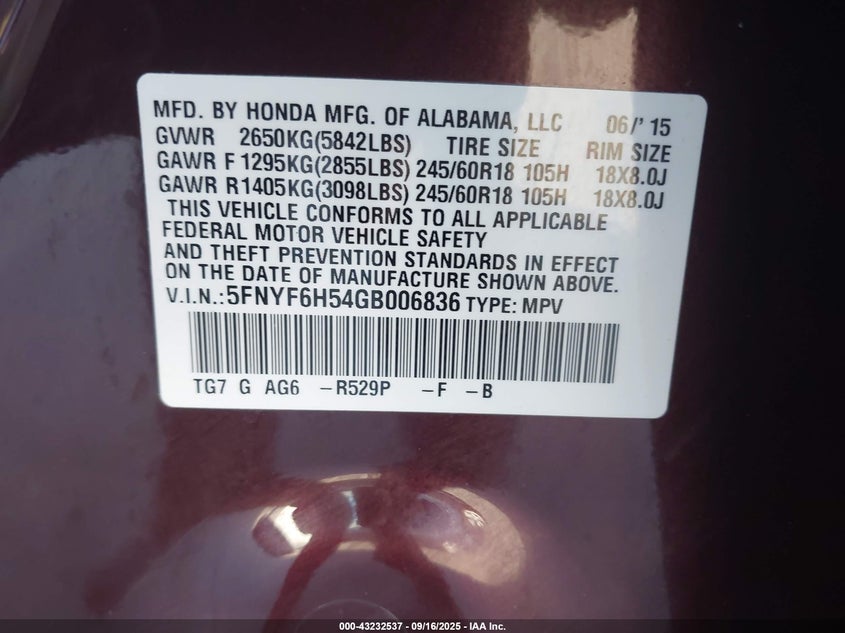 MFD. BY HONDA MFG. OF ALABAMA, LLC 06/'15
GVWR 2650KG(5842LBS) TIRE SIZE RIM SIZE
GAWR F 1295KG(2855LBS) 245/60R18 105H 18X8.0J
GAWR R1405KG(3098LBS) 245/60R18 105H 18X8.0J
THIS VEHICLE CONFORMS TO ALL APPLICABLE
FEDERAL MOTOR VEHICLE SAFETY
AND THEFT PREVENTION STANDARDS IN EFFECT
ON THE DATE OF MANUFACTURE SHOWN ABOVE.
V.I.N.:5FNYF6H54GB006836 TYPE: MPV
TG7 G AG6 –R529P –F –B
000-43232537 - 09/16/2025 - IAA Inc.